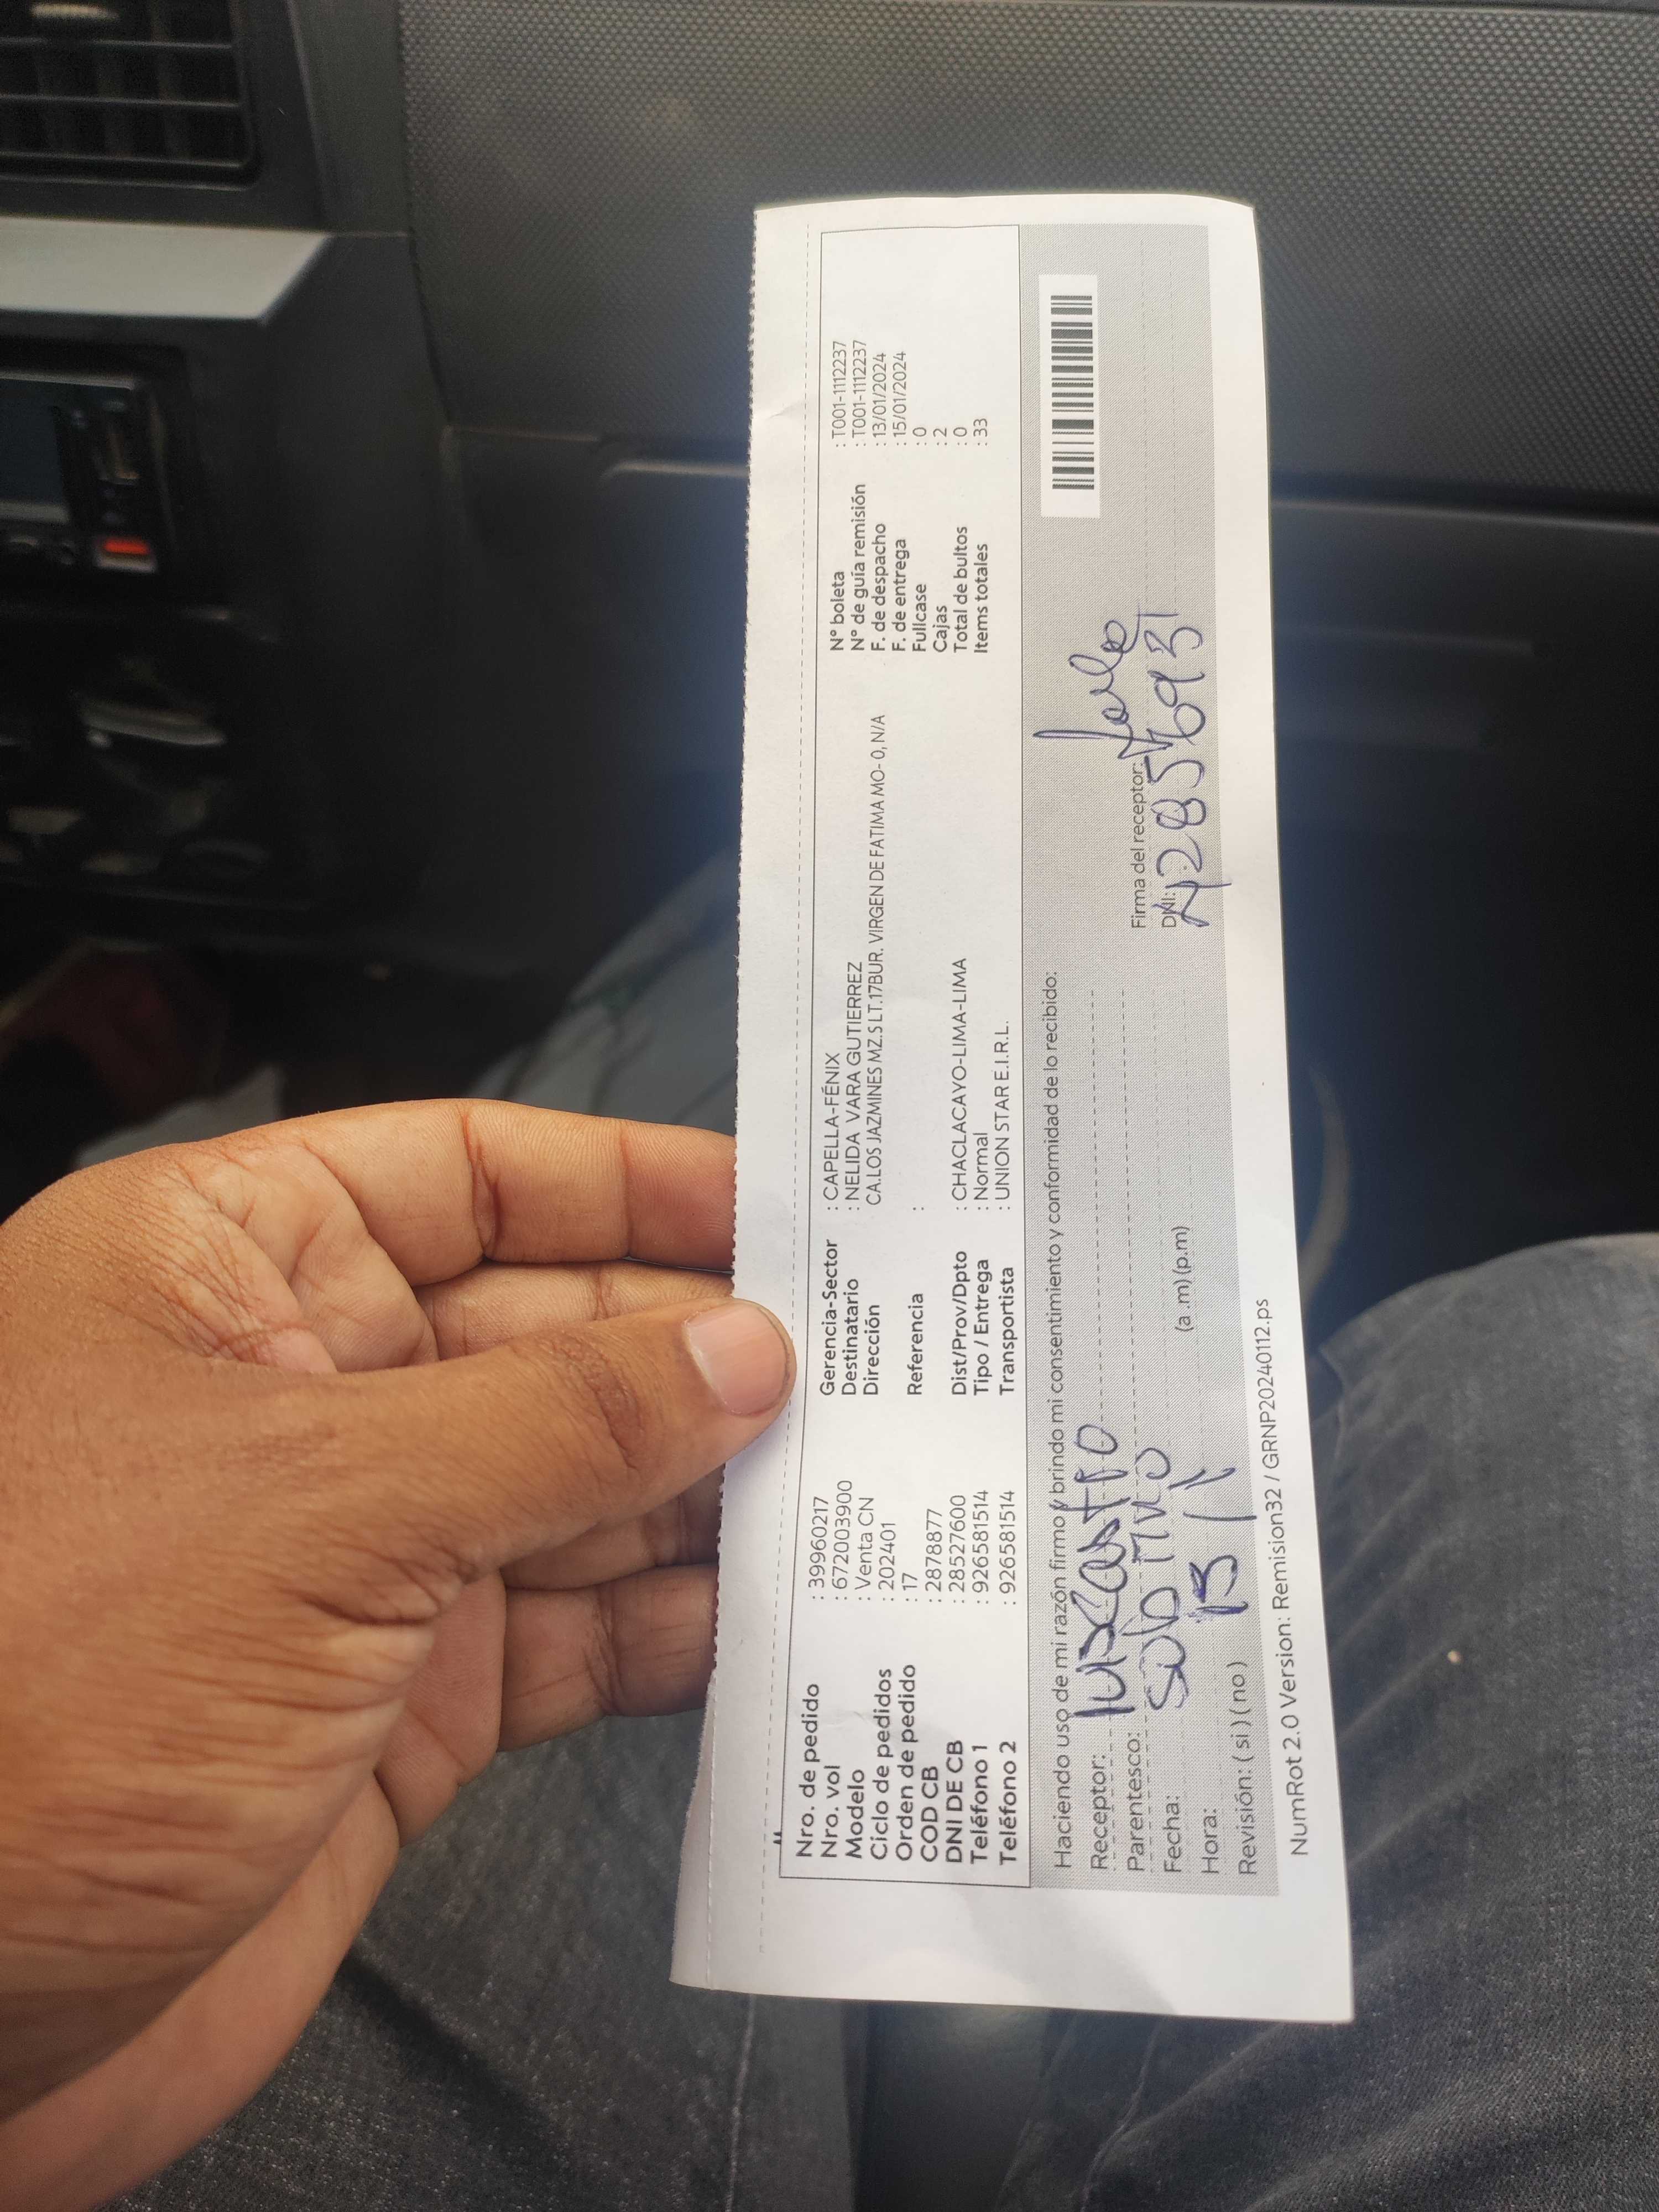 Nro. de pedido : 39960217
Nro. vol : 672003900
Modelo : Venta CN
Ciclo de pedidos : 202401
Orden de pedido : 17
COD CB : 2878877
DNI DE CB : 28527600
Teléfono 1 : 926581514
Teléfono 2 : 926581514
Gerencia-Sector : CAPELLA-FÉNIX
Destinatario : NELIDA VARA GUTIERREZ
Dirección CA.LOS JAZMINES MZ.S LT.17BUR. VIRGEN DE FATIMA MO- 0, N/A
Referencia :
Dist/Prov/Dpto : CHACLACAYO-LIMA-LIMA
Tipo / Entrega : Normal
Transportista : UNION STAR E.I.R.L.
N° boleta : T001-1112237
N° de guía remisión : T001-1112237
F. de despacho : 13/01/2024
F. de entrega : 15/01/2024
Fullcase : 0
Cajas : 2
Total de bultos : 0
Items totales : 33
Haciendo uso de mi razón firmo y brindo mi consentimiento y conformidad de lo recibido:
Receptor:
Parentesco: sobrino
Fecha: 15
Hora: (a .m) (p.m)
Revisión: ( si ) ( no )
Firma del receptor:
DNI: 42856931
NumRot 2.0 Version: Remision32 / GRNP20240112.ps